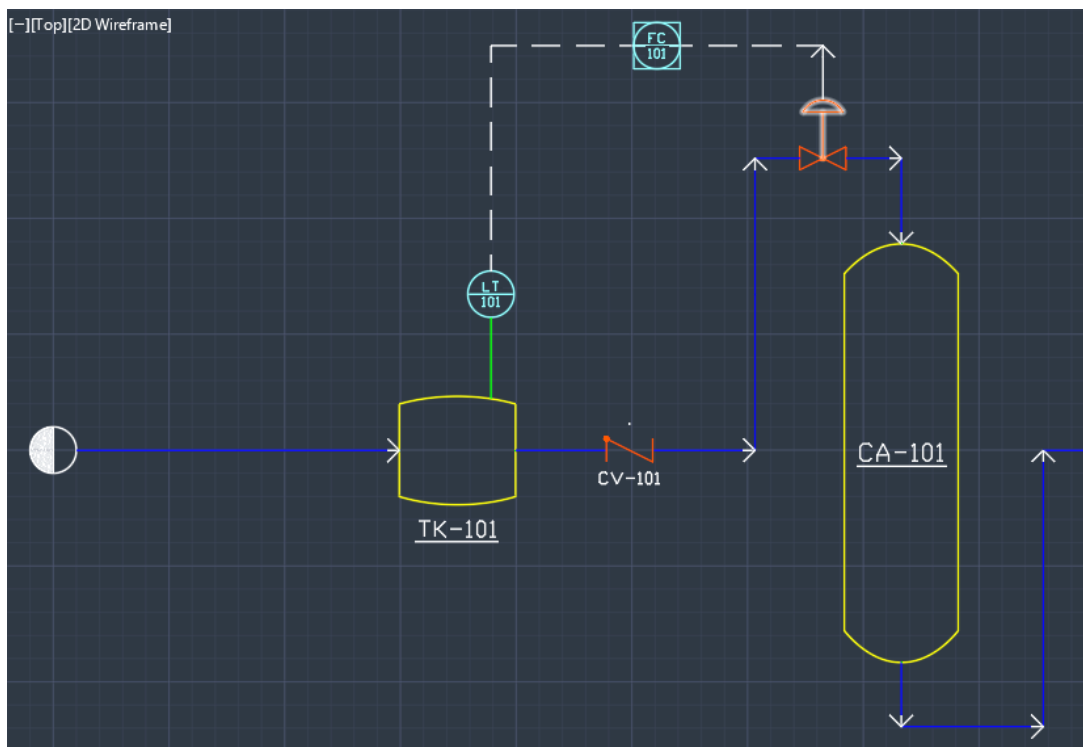 [−][Top][2D Wireframe]
FC
101
LT
101
CV-101
CA-101
TK-101